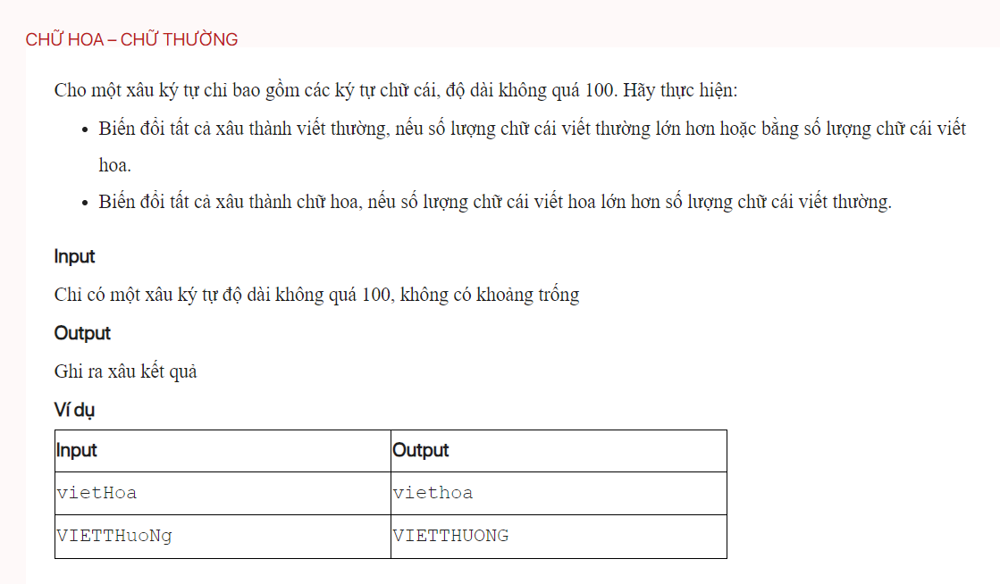 CHỮ HOA – CHỮ THƯỜNG
Cho một xâu ký tự chỉ bao gồm các ký tự chữ cái, độ dài không quá 100. Hãy thực hiện:
• Biến đổi tất cả xâu thành viết thường, nếu số lượng chữ cái viết thường lớn hơn hoặc bằng số lượng chữ cái viết
hoa.
• Biến đổi tất cả xâu thành chữ hoa, nếu số lượng chữ cái viết hoa lớn hơn số lượng chữ cái viết thường.
Input
Chỉ có một xâu ký tự độ dài không quá 100, không có khoảng trống
Output
Ghi ra xâu kết quả
Ví dụ
Input Output
vietHoa viethoa
VIETTHuoNg VIETTHUONG